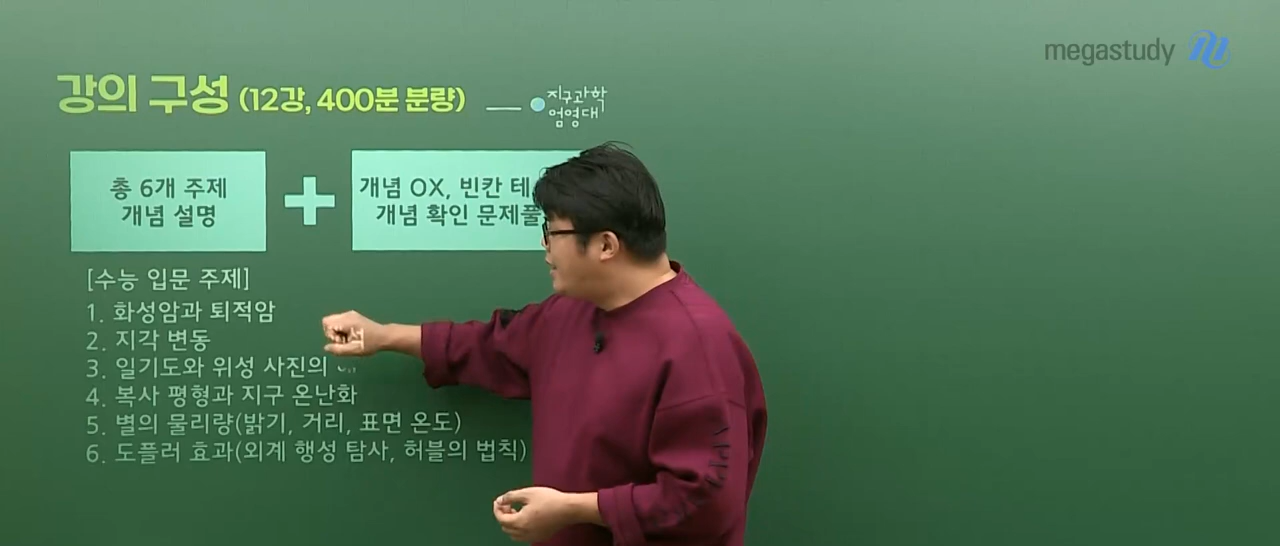 megastudy
강의 구성 (12강, 400분 분량)
지구과학
엄영대
총 6개 주제
개념 설명
개념 OX, 빈칸 테
개념 확인 문제풀
[수능 입문 주제]
1. 화성암과 퇴적암
2. 지각 변동
3. 일기도와 위성 사진의
4. 복사 평형과 지구 온난화
5. 별의 물리량(밝기, 거리, 표면 온도)
6. 도플러 효과(외계 행성 탐사, 허블의 법칙)